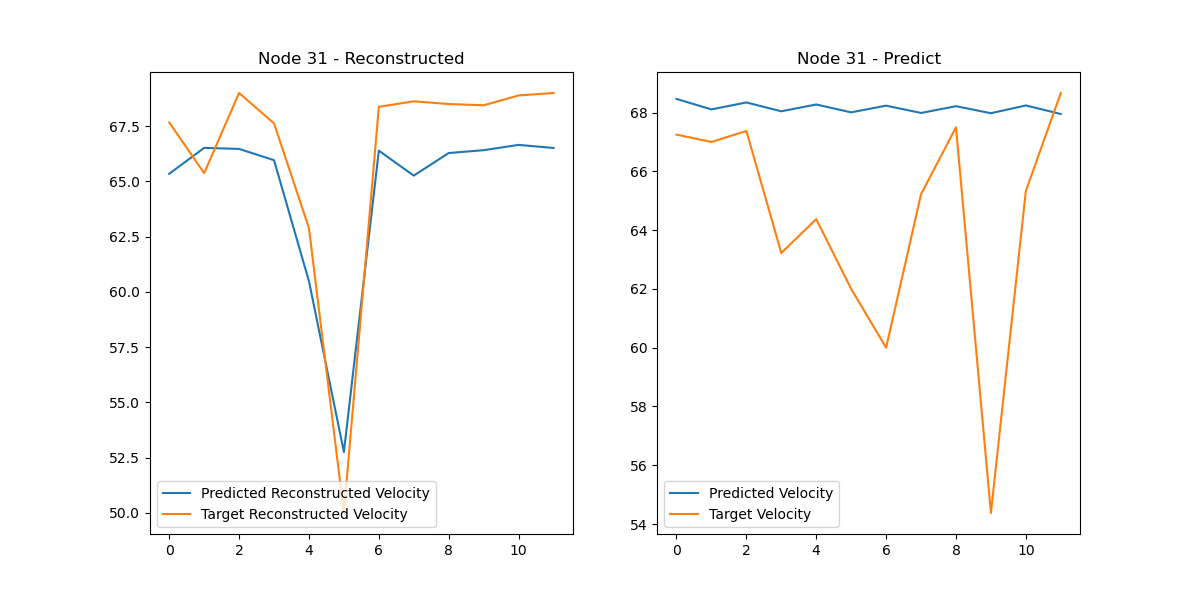 Node 31 - Reconstructed
67.5
65.0
62.5
60.0
57.5
55.0
52.5
50.0
Predicted Reconstructed Velocity
Target Reconstructed Velocity
0 2 4 6 8 10
Node 31 - Predict
68
66
64
62
60
58
56
54
Predicted Velocity
Target Velocity
0 2 4 6 8 10